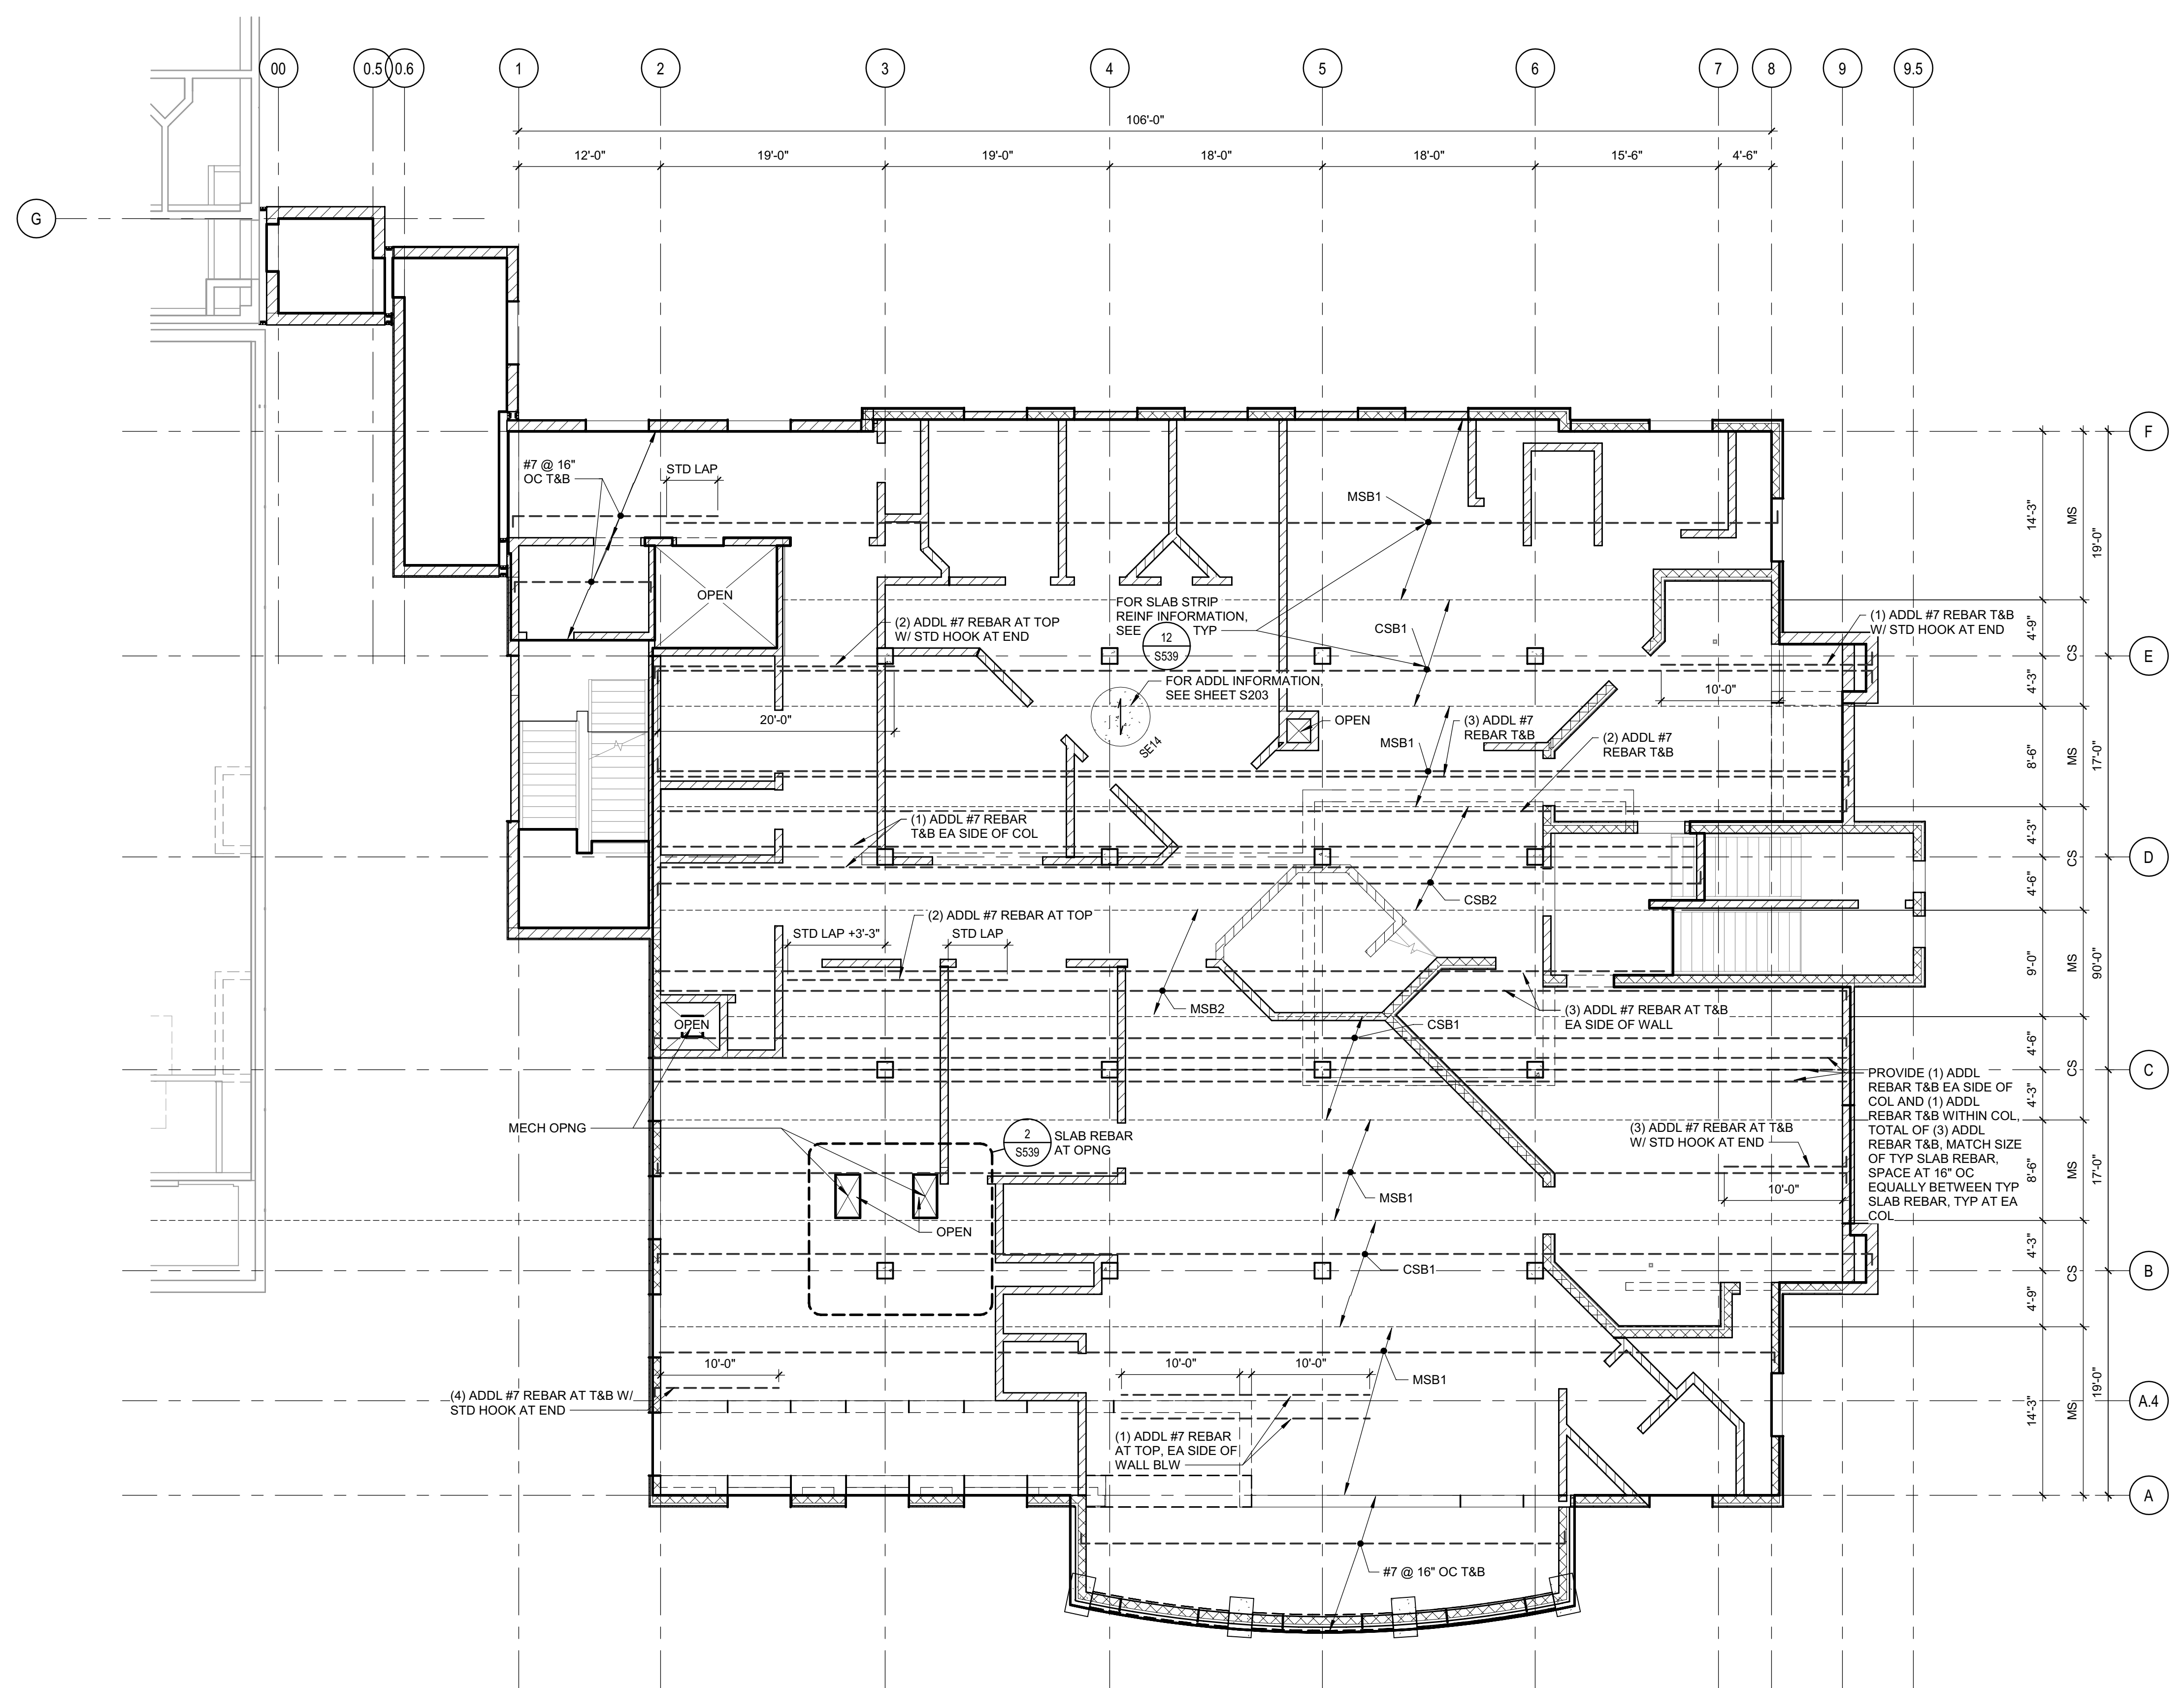 00
0.5
0.6
1
2
3
4
5
6
7
8
9
9.5
106'-0"
12'-0"
19'-0"
19'-0"
18'-0"
18'-0"
15'-6"
4'-6"
G
F
#7 @ 16"
OC T&B
STD LAP
MSB1
14'-3"
MS
19'-0"
OPEN
FOR SLAB STRIP
REINF INFORMATION,
SEE
12
S539
TYP
CSB1
(2) ADDL #7 REBAR AT TOP
W/ STD HOOK AT END
(1) ADDL #7 REBAR T&B
W/ STD HOOK AT END
4'-9"
CS
E
4'-3"
FOR ADDL INFORMATION,
SEE SHEET S203
10'-0"
20'-0"
SE14
OPEN
MSB1
(3) ADDL #7
REBAR T&B
(2) ADDL #7
REBAR T&B
8'-6"
MS
17'-0"
(1) ADDL #7 REBAR
T&B EA SIDE OF COL
4'-3"
CS
D
4'-6"
CSB2
(2) ADDL #7 REBAR AT TOP
STD LAP +3'-3"
STD LAP
9'-0"
MS
90'-0"
MSB2
OPEN
(3) ADDL #7 REBAR AT T&B
EA SIDE OF WALL
CSB1
4'-6"
CS
C
4'-3"
PROVIDE (1) ADDL
REBAR T&B EA SIDE OF
COL AND (1) ADDL
REBAR T&B WITHIN COL,
TOTAL OF (3) ADDL
REBAR T&B, MATCH SIZE
OF TYP SLAB REBAR,
SPACE AT 16" OC
EQUALLY BETWEEN TYP
SLAB REBAR, TYP AT EA
COL
MECH OPNG
2
S539
SLAB REBAR
AT OPNG
(3) ADDL #7 REBAR AT T&B
W/ STD HOOK AT END
10'-0"
8'-6"
MS
17'-0"
MSB1
OPEN
4'-3"
CS
B
4'-9"
CSB1
10'-0"
10'-0"
10'-0"
MSB1
(4) ADDL #7 REBAR AT T&B W/
STD HOOK AT END
14'-3"
MS
19'-0"
A.4
(1) ADDL #7 REBAR
AT TOP, EA SIDE OF
WALL BLW
A
#7 @ 16" OC T&B